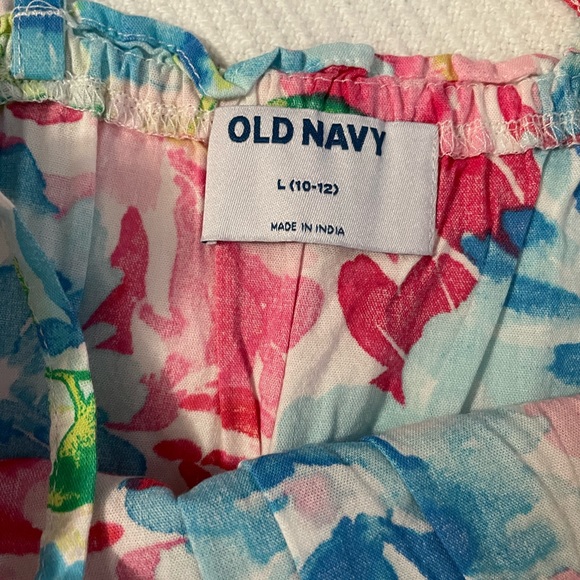 OLD NAVY
L (10-12)
MADE IN INDIA